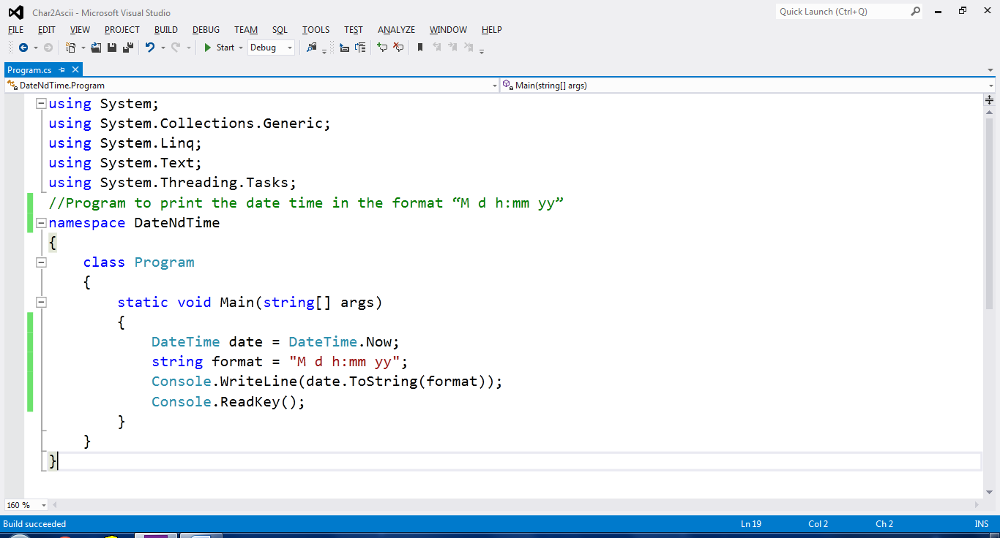 Char2Ascii - Microsoft Visual Studio
Quick Launch (Ctrl+Q)
FILE EDIT VIEW PROJECT BUILD DEBUG TEAM SQL TOOLS TEST ANALYZE WINDOW HELP
Start Debug
Program.cs
DateNdTime.Program Main(string[] args)
using System;
using System.Collections.Generic;
using System.Linq;
using System.Text;
using System.Threading.Tasks;
//Program to print the date time in the format “M d h:mm yy”
namespace DateNdTime
{
class Program
{
static void Main(string[] args)
{
DateTime date = DateTime.Now;
string format = "M d h:mm yy";
Console.WriteLine(date.ToString(format));
Console.ReadKey();
}
}
}
160 %
Build succeeded Ln 19 Col 2 Ch 2 INS